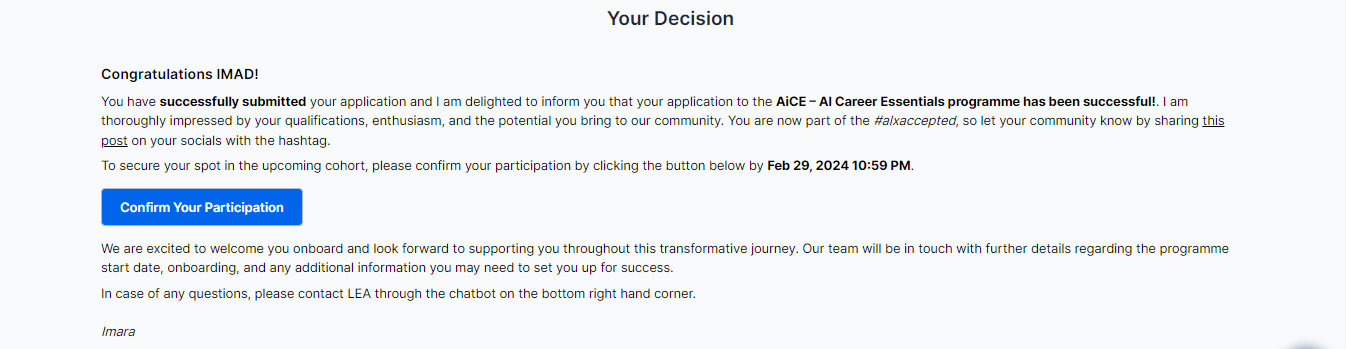 Your Decision
Congratulations IMAD!
You have successfully submitted your application and I am delighted to inform you that your application to the AiCE – AI Career Essentials programme has been successful!. I am
thoroughly impressed by your qualifications, enthusiasm, and the potential you bring to our community. You are now part of the #alxaccepted, so let your community know by sharing this
post on your socials with the hashtag.
To secure your spot in the upcoming cohort, please confirm your participation by clicking the button below by Feb 29, 2024 10:59 PM.
Confirm Your Participation
We are excited to welcome you onboard and look forward to supporting you throughout this transformative journey. Our team will be in touch with further details regarding the programme
start date, onboarding, and any additional information you may need to set you up for success.
In case of any questions, please contact LEA through the chatbot on the bottom right hand corner.
Imara